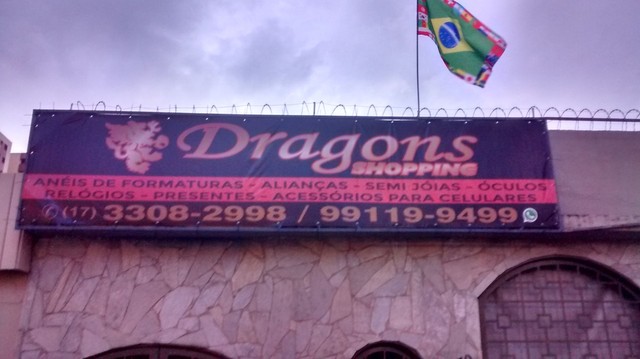 Dragons
SHOPPING
ANÉIS DE FORMATURAS - ALIANÇAS - SEMI JÓIAS - ÓCULOS
RELÓGIOS - PRESENTES - ACESSÓRIOS PARA CELULARES
(17) 3308-2998 / 99119-9499